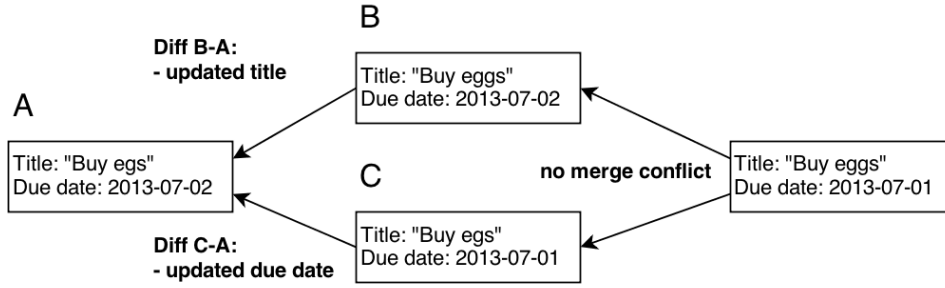 B
Diff B-A:
- updated title
Title: "Buy eggs"
Due date: 2013-07-02
A
Title: "Buy egs"
Due date: 2013-07-02
C
no merge conflict
Title: "Buy eggs"
Due date: 2013-07-01
Diff C-A:
- updated due date
Title: "Buy egs"
Due date: 2013-07-01